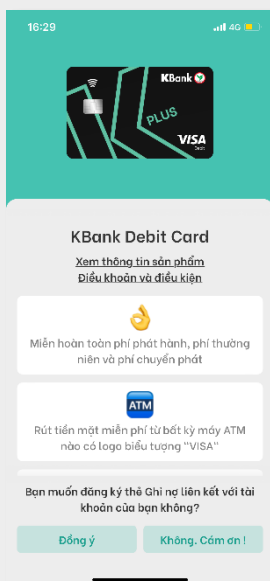 16:29
4G
KBank
PLUS
VISA
Debit
KBank Debit Card
Xem thông tin sản phẩm
Điều khoản và điều kiện
Miễn hoàn toàn phí phát hành, phí thường
niên và phí chuyển phát
ATM
Rút tiền mặt miễn phí từ bất kỳ máy ATM
nào có logo biểu tượng "VISA"
Bạn muốn đăng ký thẻ Ghi nợ liên kết với tài
khoản của bạn không?
Đồng ý
Không. Cám ơn !